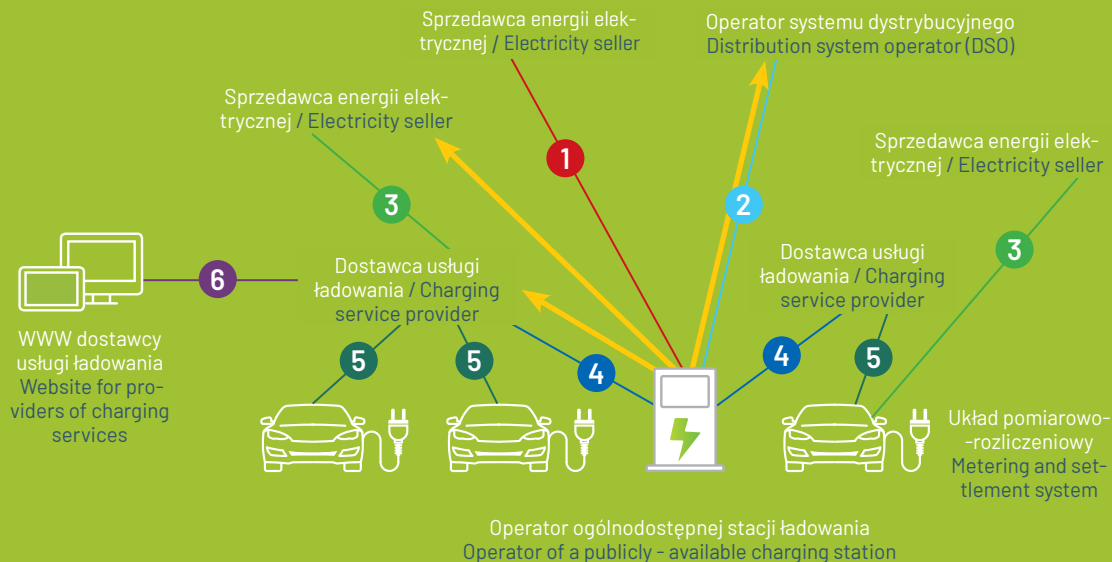 Sprzedawca energii elek-
trycznej / Electricity seller
Operator systemu dystrybucyjnego
Distribution system operator (DSO)
Sprzedawca energii elek-
trycznej / Electricity seller
Sprzedawca energii elek-
trycznej / Electricity seller
1
3
2
3
Dostawca usługi
ładowania / Charging
service provider
Dostawca usługi
ładowania / Charging
service provider
6
WWW dostawcy
usługi ładowania
Website for pro-
viders of charging
services
5
5
4
4
5
Układ pomiarowo-
-rozliczeniowy
Metering and set-
tlement system
Operator ogólnodostępnej stacji ładowania
Operator of a publicly - available charging station